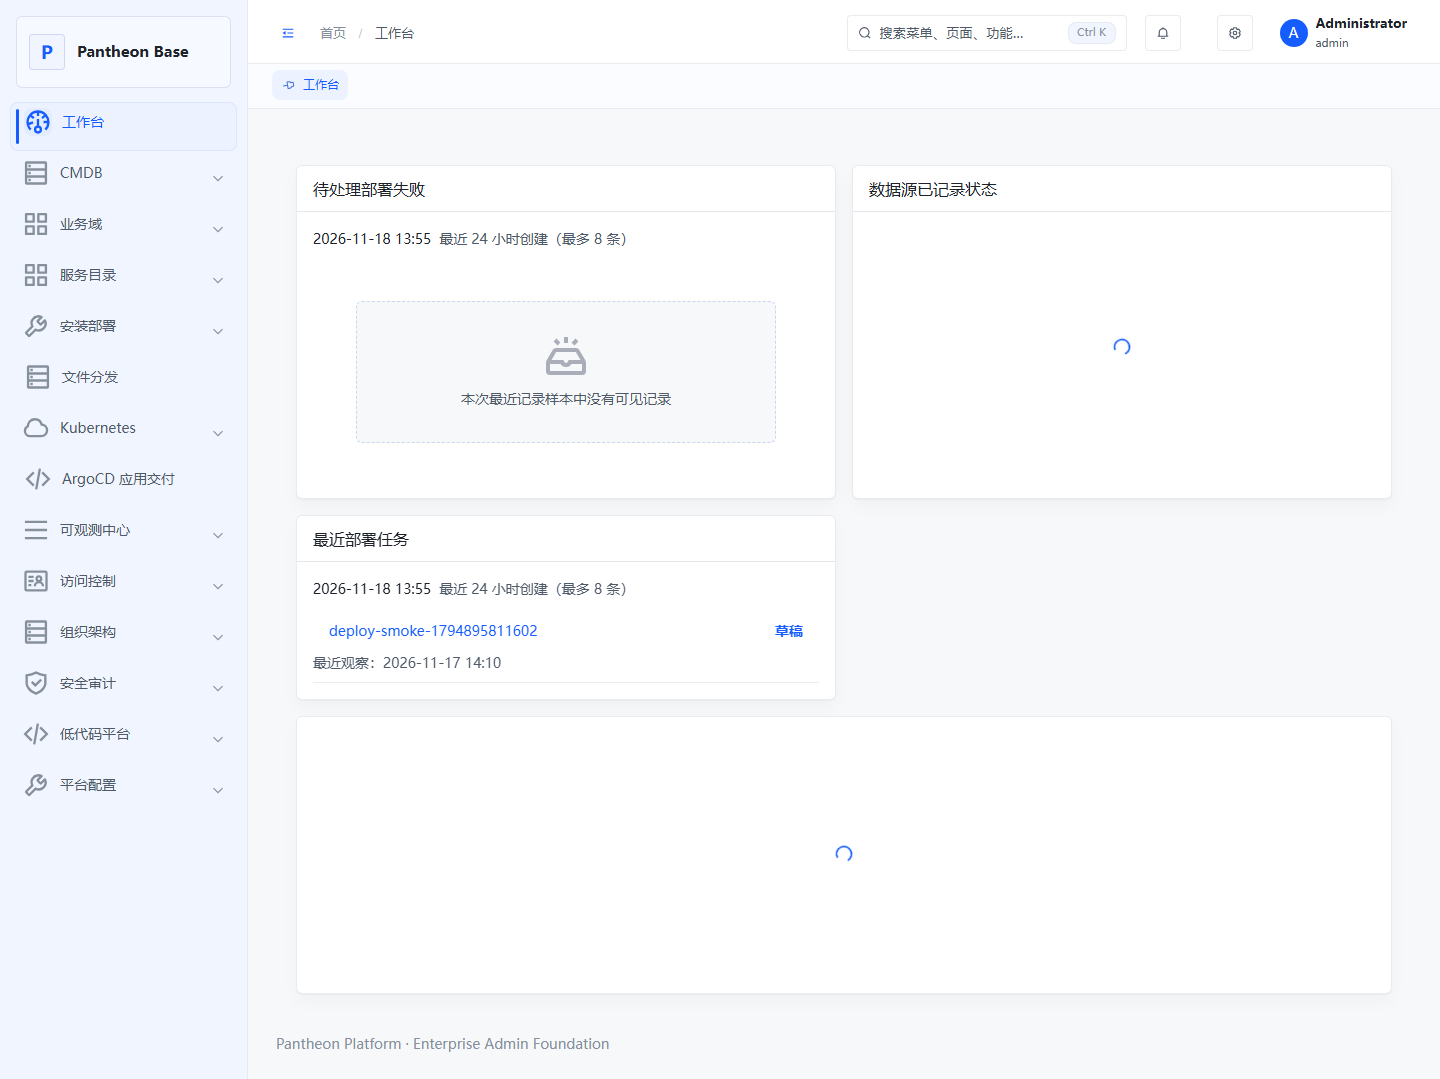 P Pantheon Base
工作台
CMDB
业务域
服务目录
安装部署
文件分发
Kubernetes
ArgoCD 应用交付
可观测中心
访问控制
组织架构
安全审计
低代码平台
平台配置
首页 / 工作台
搜索菜单、页面、功能... Ctrl K
A Administrator
admin
工作台
待处理部署失败
2026-11-18 13:55 最近 24 小时创建（最多 8 条）
本次最近记录样本中没有可见记录
数据源已记录状态
最近部署任务
2026-11-18 13:55 最近 24 小时创建（最多 8 条）
deploy-smoke-1794895811602 草稿
最近观察：2026-11-17 14:10
Pantheon Platform · Enterprise Admin Foundation